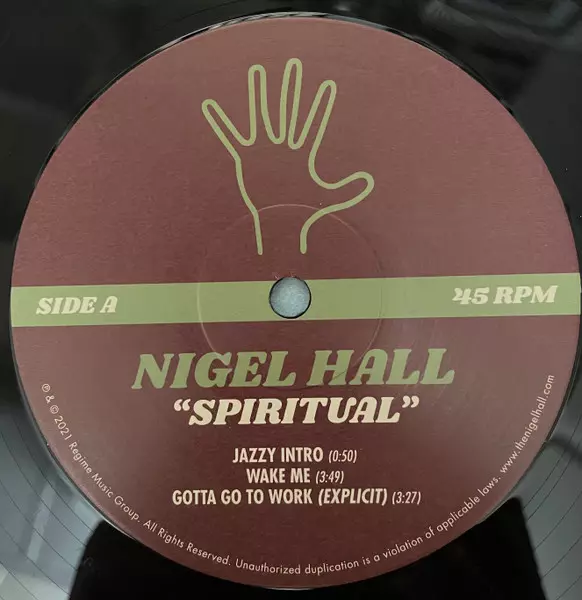 SIDE A
45 RPM
NIGEL HALL
“SPIRITUAL”
JAZZY INTRO (0:50)
WAKE ME (3:49)
GOTTA GO TO WORK (EXPLICIT) (3:27)
℗ & © 2021 Regime Music Group. All Rights Reserved. Unauthorized duplication is a violation of applicable laws. www.thenigelhall.com